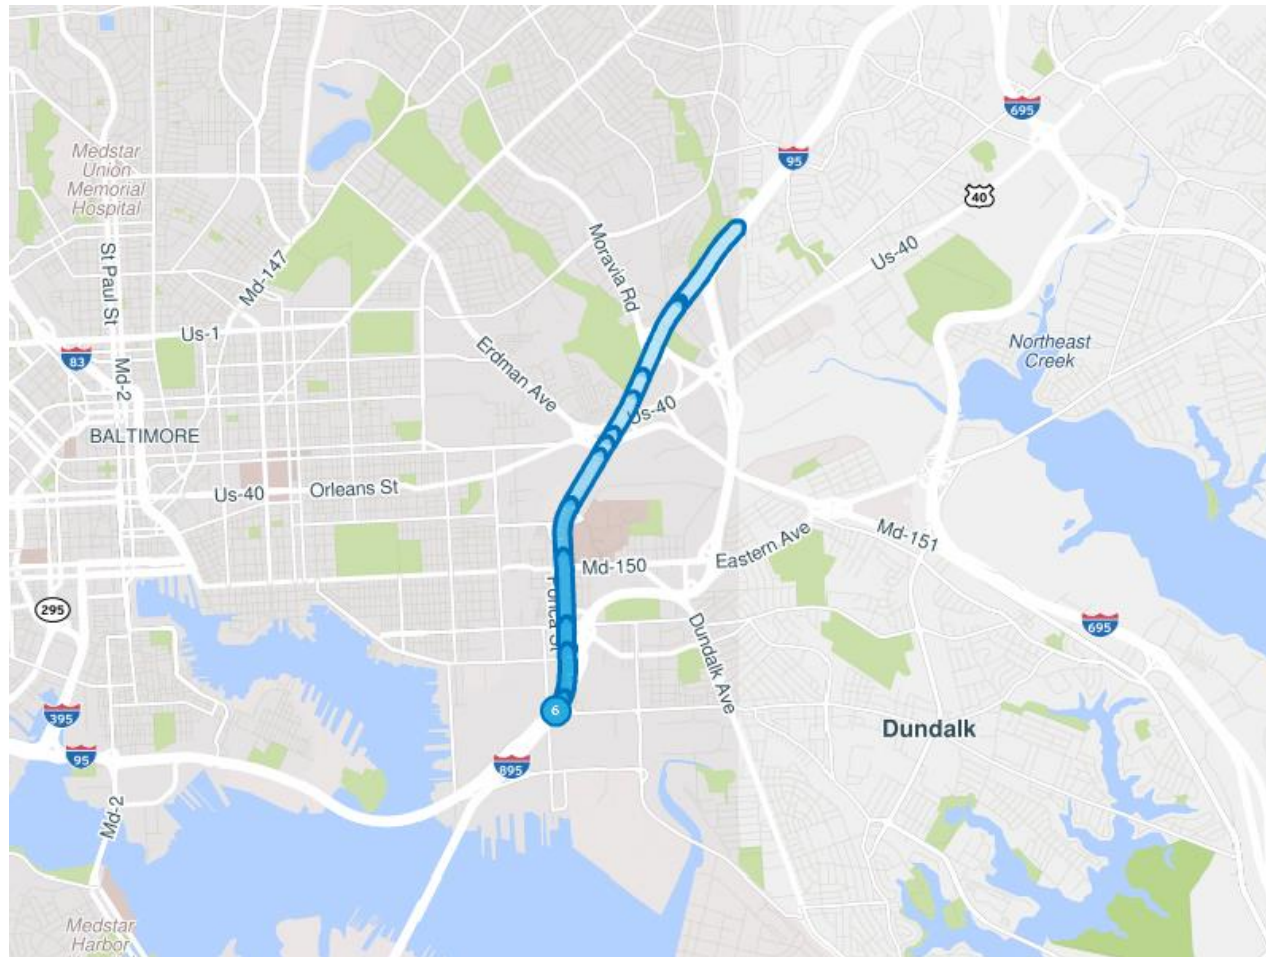 695
95
Medstar
Union
Memorial
Hospital
40
Moravia Rd
Us-40
St Paul St
Md-147
Us-1
Northeast
Creek
83
Md-2
Erdman Ave
Us-40
BALTIMORE
Us-40
Orleans St
Md-151
Eastern Ave
Md-150
295
Ponca St
Dundalk Ave
695
395
6
Dundalk
95
895
Md-2
Medstar
Harbor